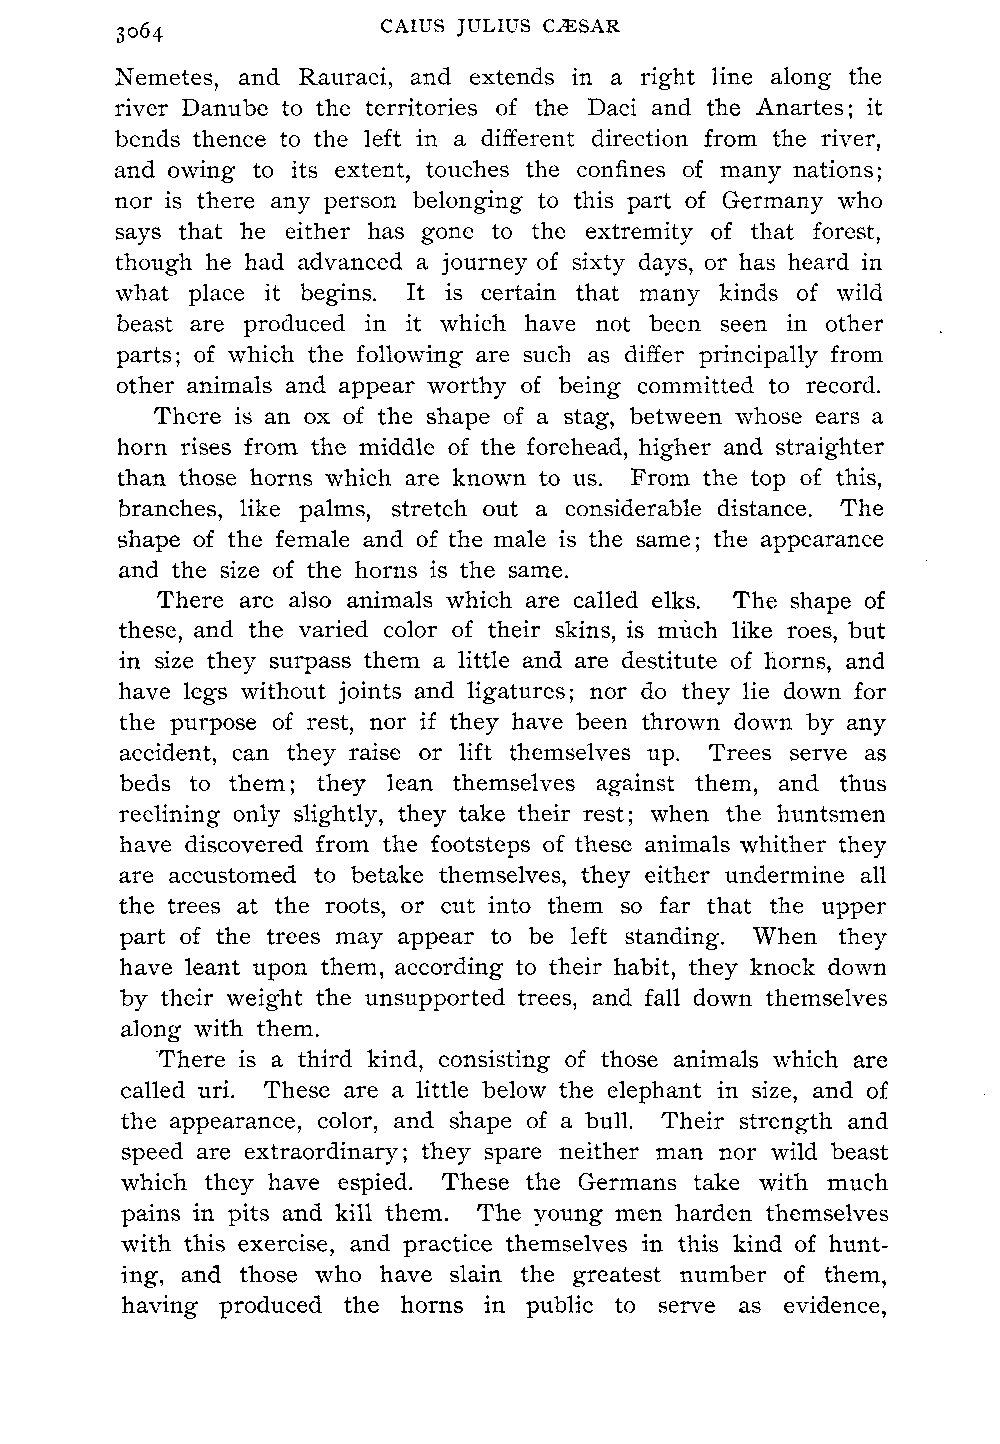 3064 CAIUS JULIUS CÆSAR
Nemetes, and Rauraci, and extends in a right line along the
river Danube to the territories of the Daci and the Anartes; it
bends thence to the left in a different direction from the river,
and owing to its extent, touches the confines of many nations;
nor is there any person belonging to this part of Germany who
says that he either has gone to the extremity of that forest,
though he had advanced a journey of sixty days, or has heard in
what place it begins. It is certain that many kinds of wild
beast are produced in it which have not been seen in other
parts; of which the following are such as differ principally from
other animals and appear worthy of being committed to record.
There is an ox of the shape of a stag, between whose ears a
horn rises from the middle of the forehead, higher and straighter
than those horns which are known to us. From the top of this,
branches, like palms, stretch out a considerable distance. The
shape of the female and of the male is the same; the appearance
and the size of the horns is the same.
There are also animals which are called elks. The shape of
these, and the varied color of their skins, is much like roes, but
in size they surpass them a little and are destitute of horns, and
have legs without joints and ligatures; nor do they lie down for
the purpose of rest, nor if they have been thrown down by any
accident, can they raise or lift themselves up. Trees serve as
beds to them; they lean themselves against them, and thus
reclining only slightly, they take their rest; when the huntsmen
have discovered from the footsteps of these animals whither they
are accustomed to betake themselves, they either undermine all
the trees at the roots, or cut into them so far that the upper
part of the trees may appear to be left standing. When they
have leant upon them, according to their habit, they knock down
by their weight the unsupported trees, and fall down themselves
along with them.
There is a third kind, consisting of those animals which are
called uri. These are a little below the elephant in size, and of
the appearance, color, and shape of a bull. Their strength and
speed are extraordinary; they spare neither man nor wild beast
which they have espied. These the Germans take with much
pains in pits and kill them. The young men harden themselves
with this exercise, and practice themselves in this kind of hunt-
ing, and those who have slain the greatest number of them,
having produced the horns in public to serve as evidence,